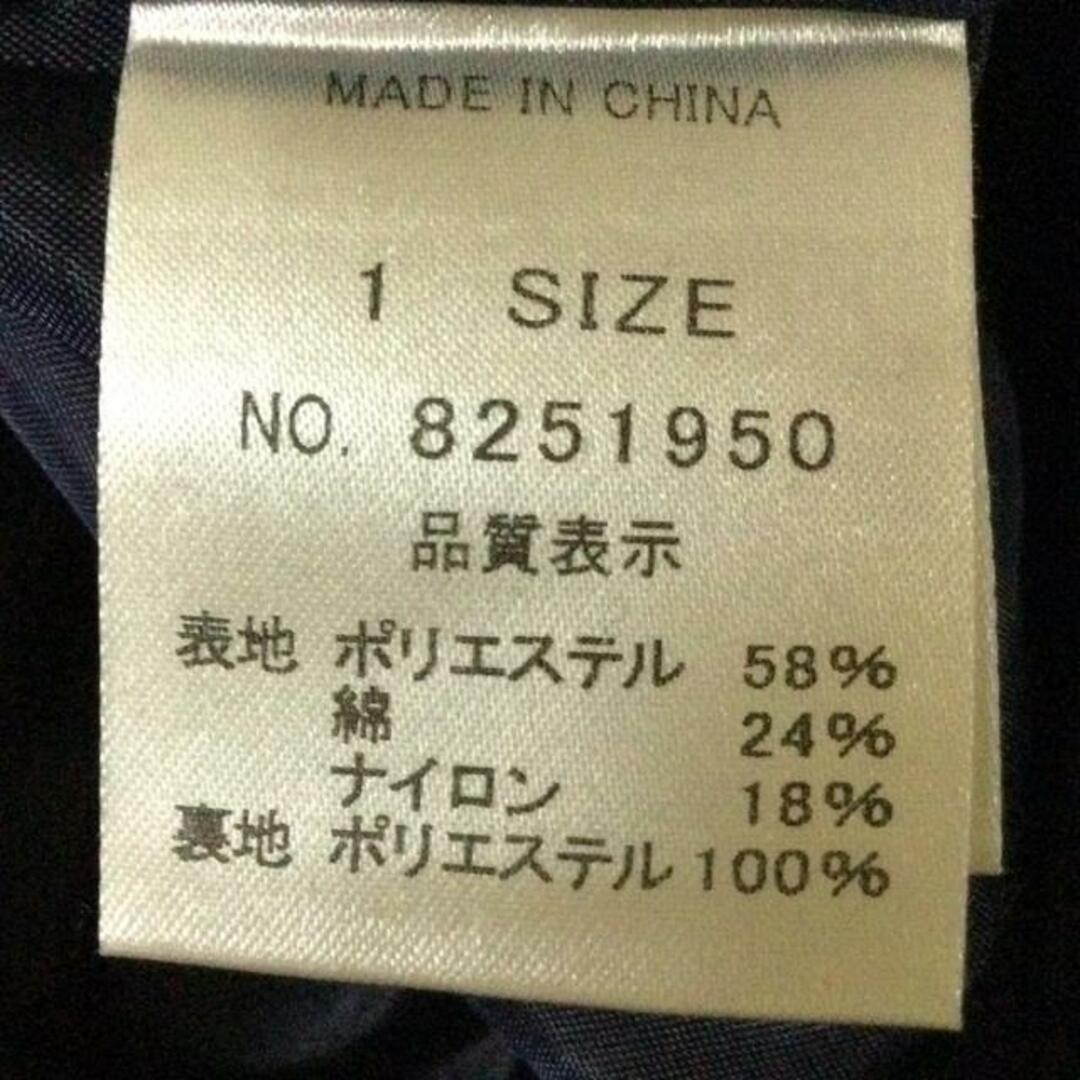 MADE IN CHINA
1 SIZE
NO. 8251950
品質表示
表地 ポリエステル 58%
綿 24%
ナイロン 18%
裏地 ポリエステル 100%